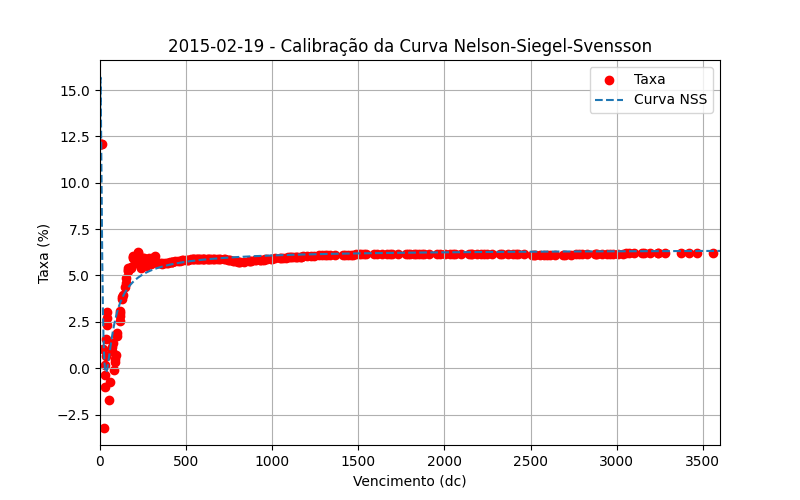 2015-02-19 - Calibração da Curva Nelson-Siegel-Svensson
Taxa
Curva NSS
Taxa (%)
15.0
12.5
10.0
7.5
5.0
2.5
0.0
−2.5
0 500 1000 1500 2000 2500 3000 3500
Vencimento (dc)